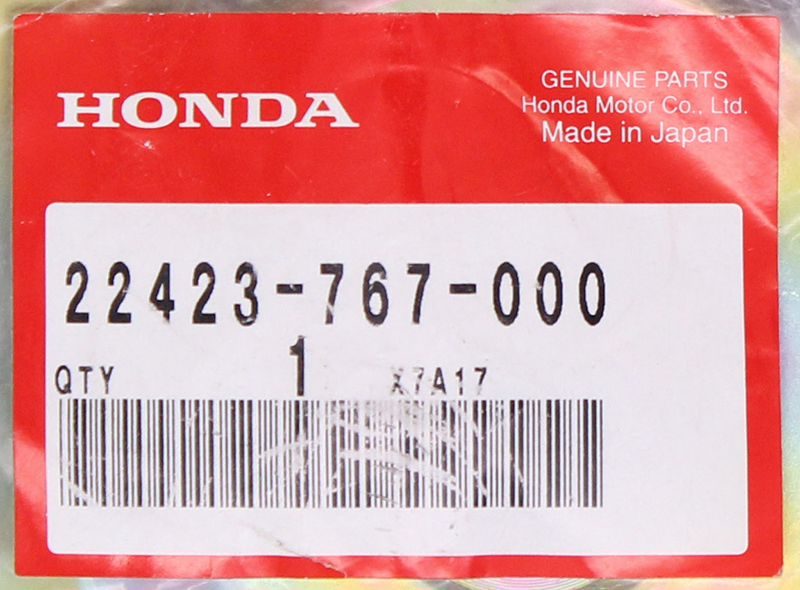 HONDA
GENUINE PARTS
Honda Motor Co., Ltd.
Made in Japan
22423-767-000
QTY 1 X7A17